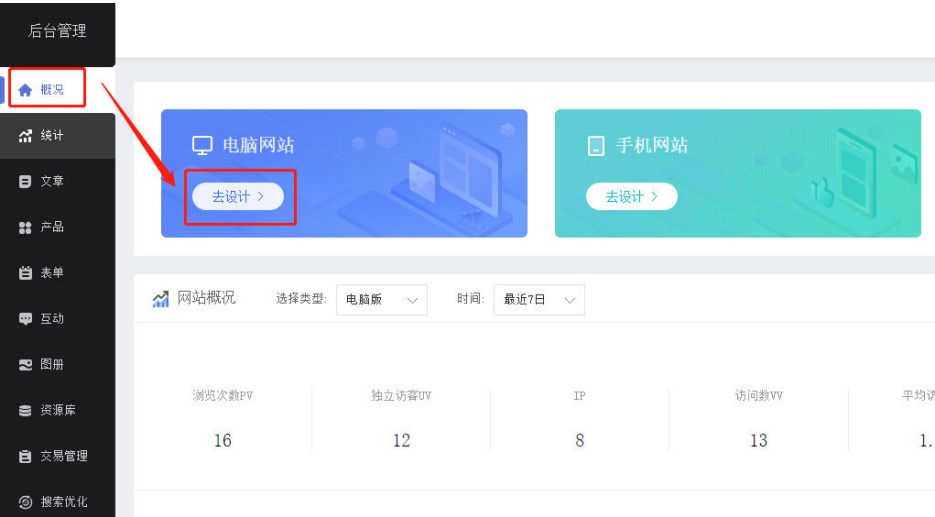 后台管理
概况
统计
文章
产品
表单
互动
图册
资源库
交易管理
搜索优化
电脑网站
去设计 >
手机网站
去设计 >
网站概况 选择类型: 电脑版 时间: 最近7日
浏览次数PV 独立访客UV IP 访问数VV 平均访
16 12 8 13 1.